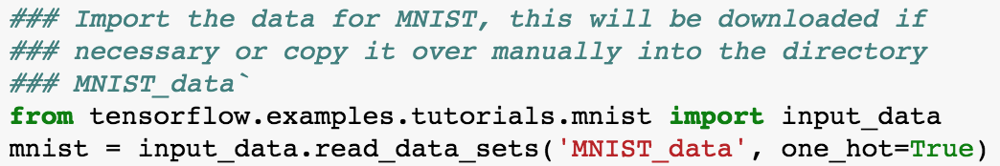 ### Import the data for MNIST, this will be downloaded if
### necessary or copy it over manually into the directory
### MNIST_data`
from tensorflow.examples.tutorials.mnist import input_data
mnist = input_data.read_data_sets('MNIST_data', one_hot=True)